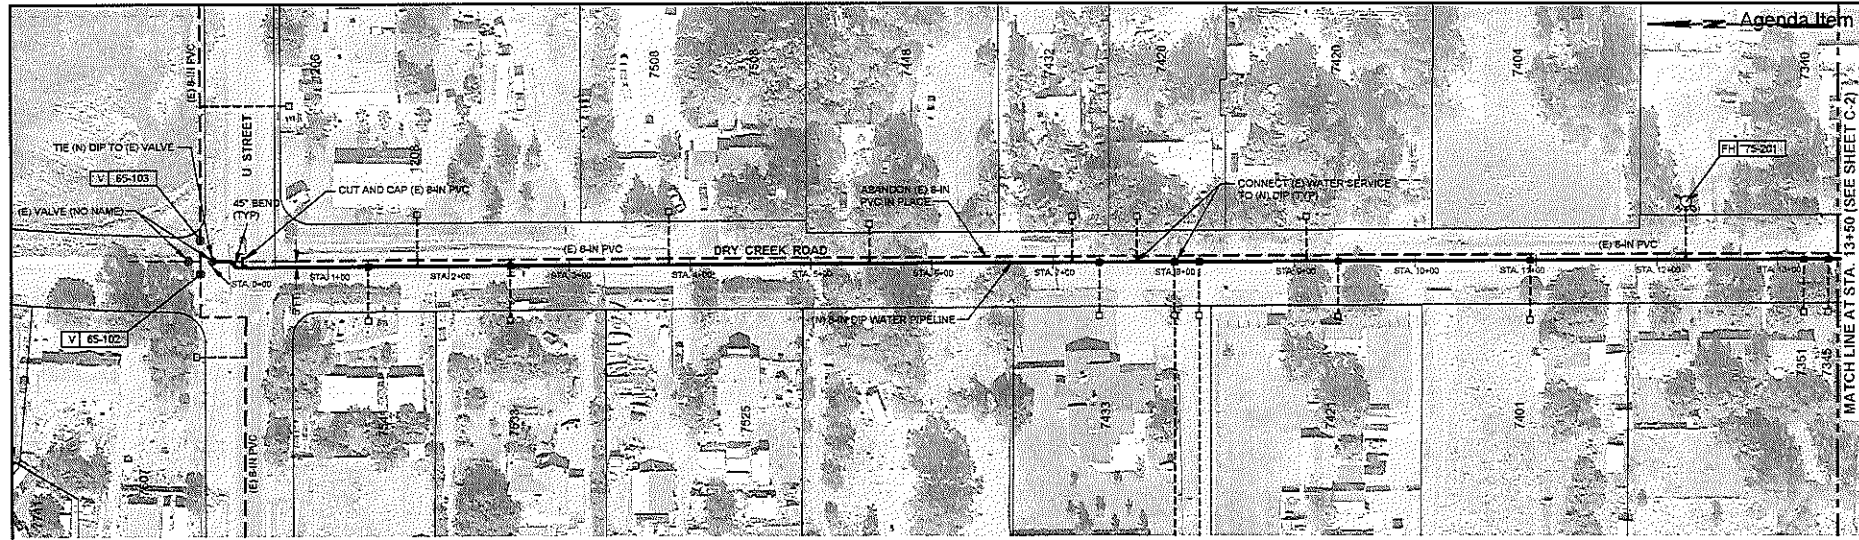 Agenda Item
N
(E) 8-IN PVC
U STREET
TIE (N) DIP TO (E) VALVE
V 65-103
(E) VALVE (NO NAME)
45° BEND
(TYP)
CUT AND CAP (E) 8-IN PVC
1208
7508
7508
7448
7432
7428
7420
7404
7340
ABANDON (E) 8-IN
PVC IN PLACE
CONNECT (E) WATER SERVICE
TO (N) DIP (TYP)
FH 75-201
(E) 8-IN PVC
DRY CREEK ROAD
(E) 8-IN PVC
STA. 0+00
STA. 1+00
STA. 2+00
STA. 3+00
STA. 4+00
STA. 5+00
STA. 6+00
STA. 7+00
STA. 8+00
STA. 9+00
STA. 10+00
STA. 11+00
STA. 12+00
STA. 13+00
(N) 8-IN DIP WATER PIPELINE
V 65-102
(E) 8-IN PVC
7525
7433
7421
7401
7351
7345
MATCH LINE AT STA. 13+50 (SEE SHEET C-2)